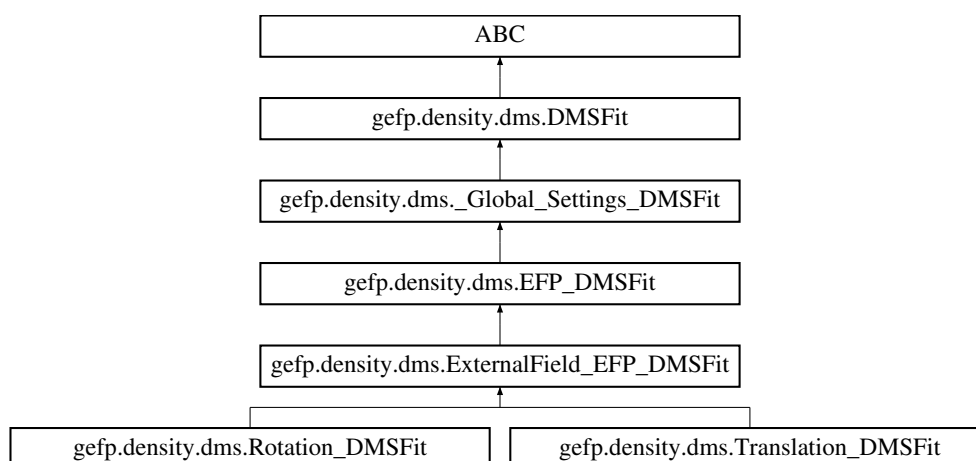 ABC
gefp.density.dms.DMSFit
gefp.density.dms._Global_Settings_DMSFit
gefp.density.dms.EFP_DMSFit
gefp.density.dms.ExternalField_EFP_DMSFit
gefp.density.dms.Rotation_DMSFit
gefp.density.dms.Translation_DMSFit